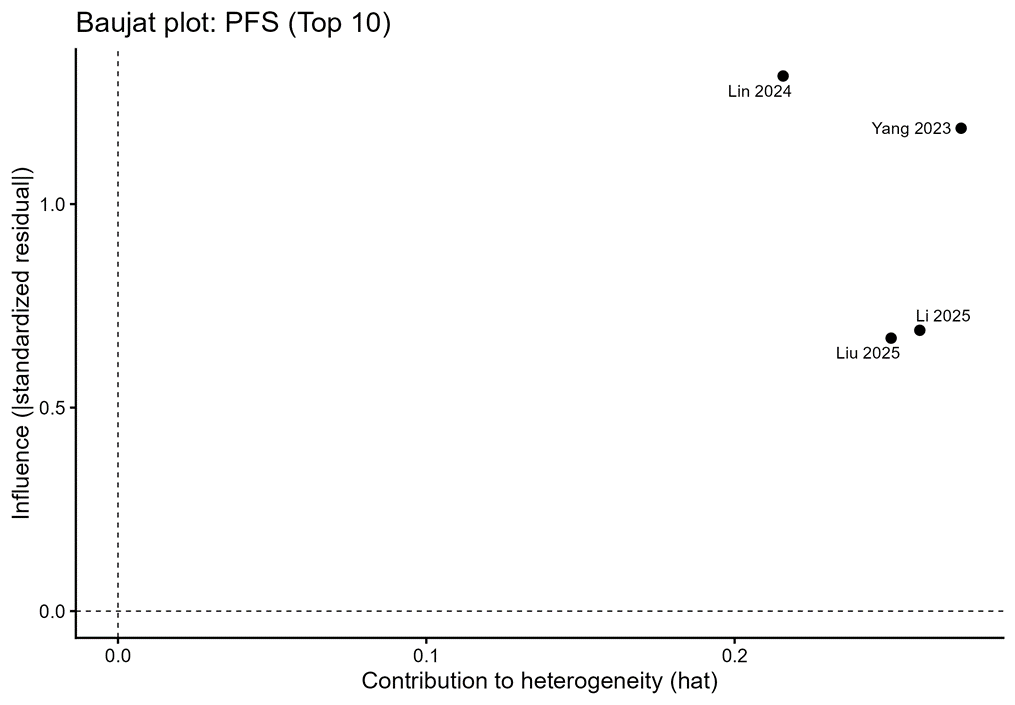 Baujat plot: PFS (Top 10)
Lin 2024
Yang 2023
Li 2025
Liu 2025
Influence (|standardized residual|)
1.0
0.5
0.0
0.0
0.1
0.2
Contribution to heterogeneity (hat)